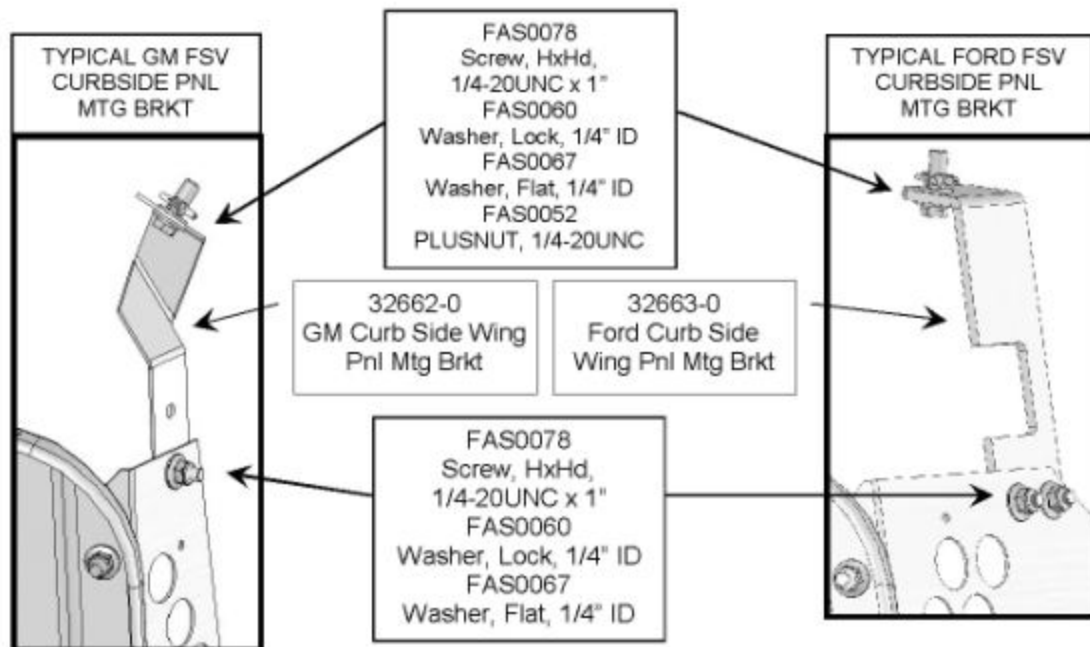 TYPICAL GM FSV
CURBSIDE PNL
MTG BRKT
FAS0078
Screw, HxHd,
1/4-20UNC x 1"
FAS0060
Washer, Lock, 1/4" ID
FAS0067
Washer, Flat, 1/4" ID
FAS0052
PLUSNUT, 1/4-20UNC
TYPICAL FORD FSV
CURBSIDE PNL
MTG BRKT
32662-0
GM Curb Side Wing
Pnl Mtg Brkt
32663-0
Ford Curb Side
Wing Pnl Mtg Brkt
FAS0078
Screw, HxHd,
1/4-20UNC x 1"
FAS0060
Washer, Lock, 1/4" ID
FAS0067
Washer, Flat, 1/4" ID